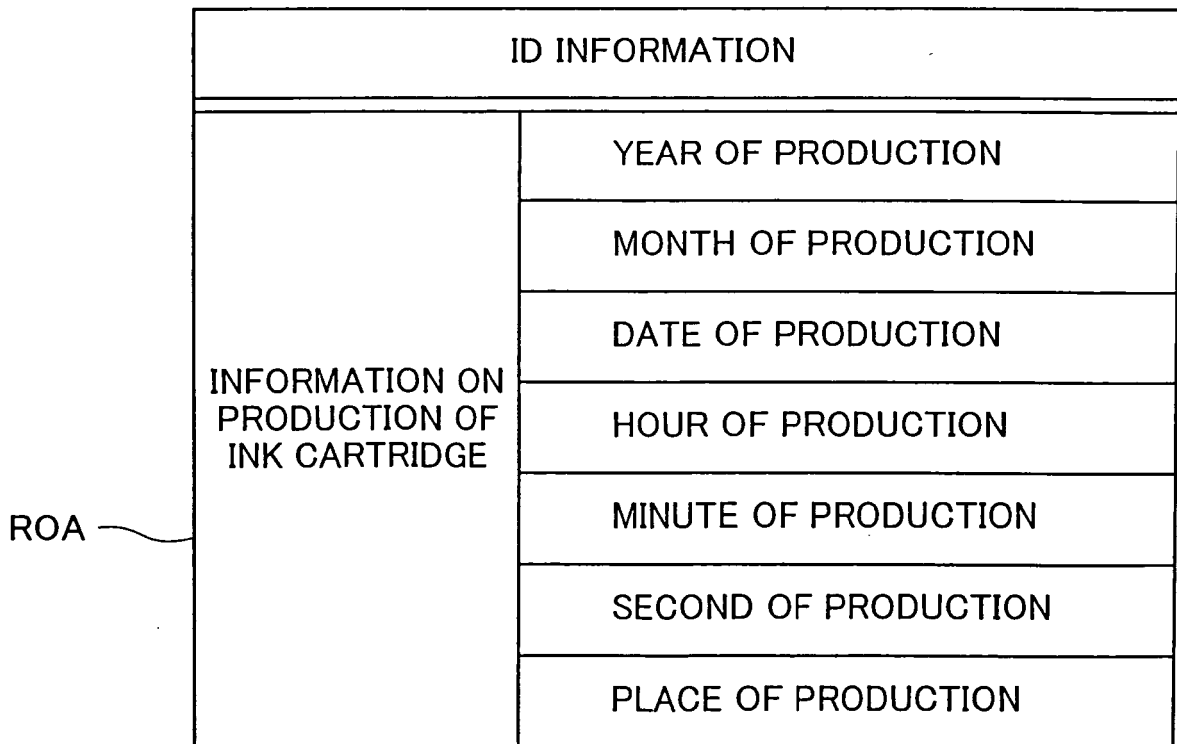 ID INFORMATION
YEAR OF PRODUCTION
MONTH OF PRODUCTION
DATE OF PRODUCTION
INFORMATION ON
PRODUCTION OF
INK CARTRIDGE
HOUR OF PRODUCTION
MINUTE OF PRODUCTION
ROA
SECOND OF PRODUCTION
PLACE OF PRODUCTION